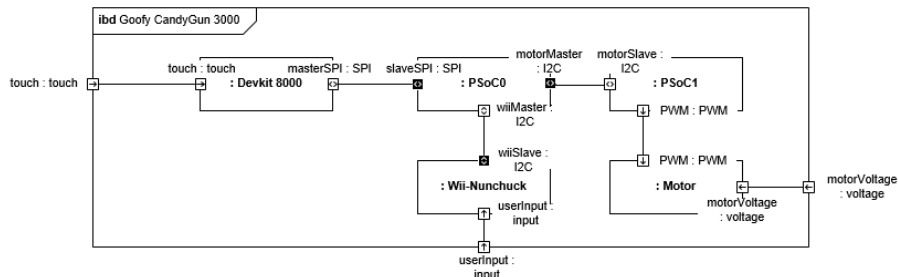 ibd Goofy CandyGun 3000
motorMaster
: I2C
motorSlave :
I2C
touch : touch
touch : touch
masterSPI : SPI
slaveSPI : SPI
: Devkit 8000
: PSoC0
: PSoC1
wiiMaster :
I2C
PWM : PWM
wiiSlave :
I2C
PWM : PWM
: Wii-Nunchuck
: Motor
motorVoltage
: voltage
motorVoltage
: voltage
userInput :
input
userInput :
input